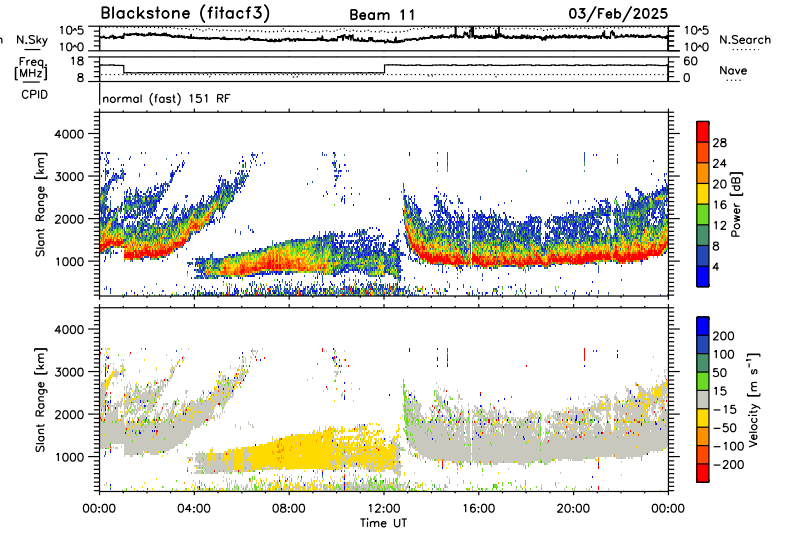 Blackstone (fitacf3) Beam 11 03/Feb/2025
N.Sky 10^5 10^0 10^5 10^0 N.Search
Freq. [MHz] 18 8 60 0 Nave
CPID normal (fast) 151 RF
Slant Range [km] 4000 3000 2000 1000
Power [dB] 28 24 20 16 12 8 4
Slant Range [km] 4000 3000 2000 1000
Velocity [m s⁻¹] 200 100 50 15 −15 −50 −100 −200
00:00 04:00 08:00 12:00 16:00 20:00 00:00
Time UT